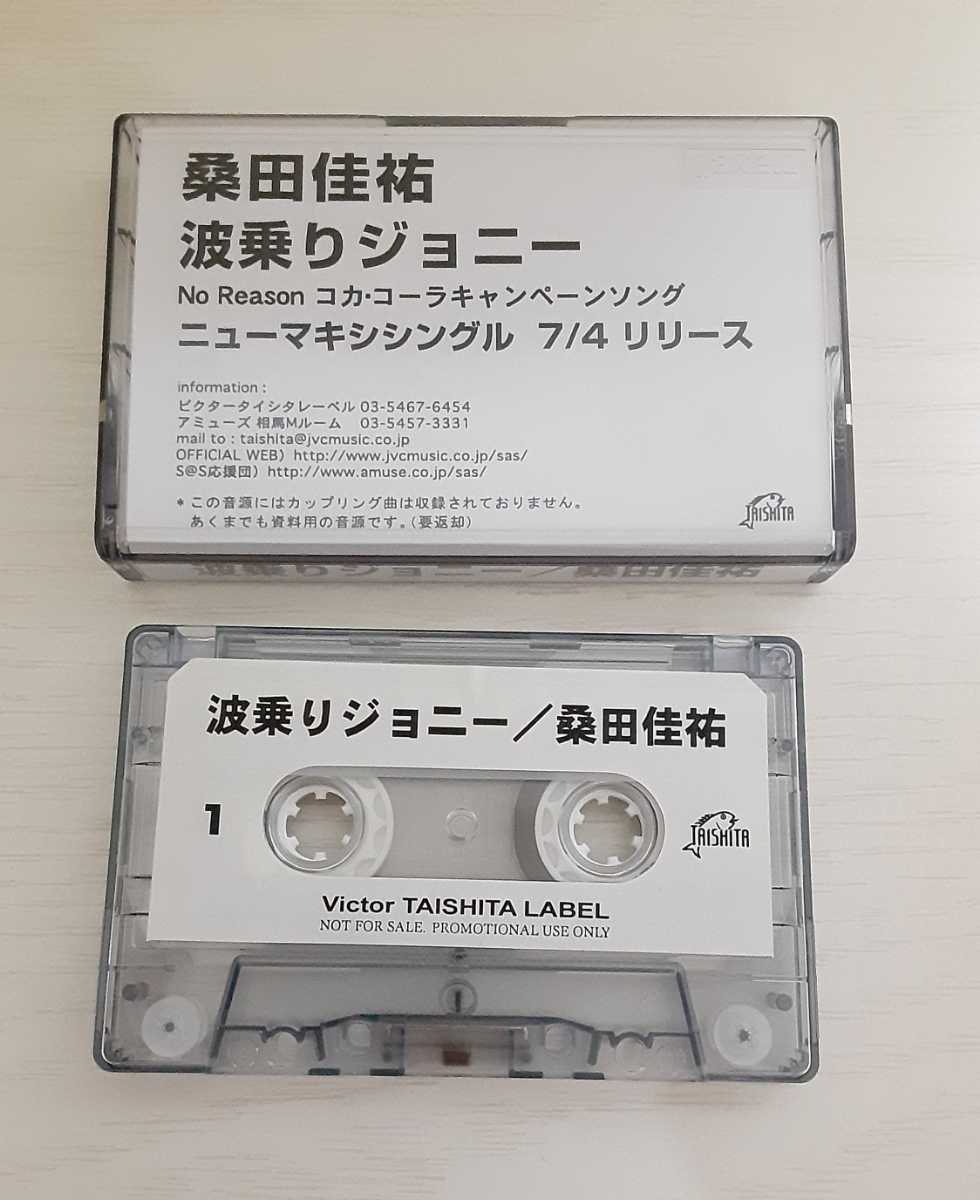 桑田佳祐
波乗りジョニー
No Reason コカ・コーラキャンペーンソング
ニューマキシシングル 7/4 リリース
information :
ビクタータイシタレーベル 03-5467-6454
アミューズ 相馬Mルーム 03-5457-3331
mail to : taishita@jvcmusic.co.jp
OFFICIAL WEB) http://www.jvcmusic.co.jp/sas/
S@S応援団) http://www.amuse.co.jp/sas/
* この音源にはカップリング曲は収録されておりません。
あくまでも資料用の音源です。(要返却)
TAISHITA
波乗りジョニー/桑田佳祐
波乗りジョニー/桑田佳祐
1
TAISHITA
Victor TAISHITA LABEL
NOT FOR SALE. PROMOTIONAL USE ONLY